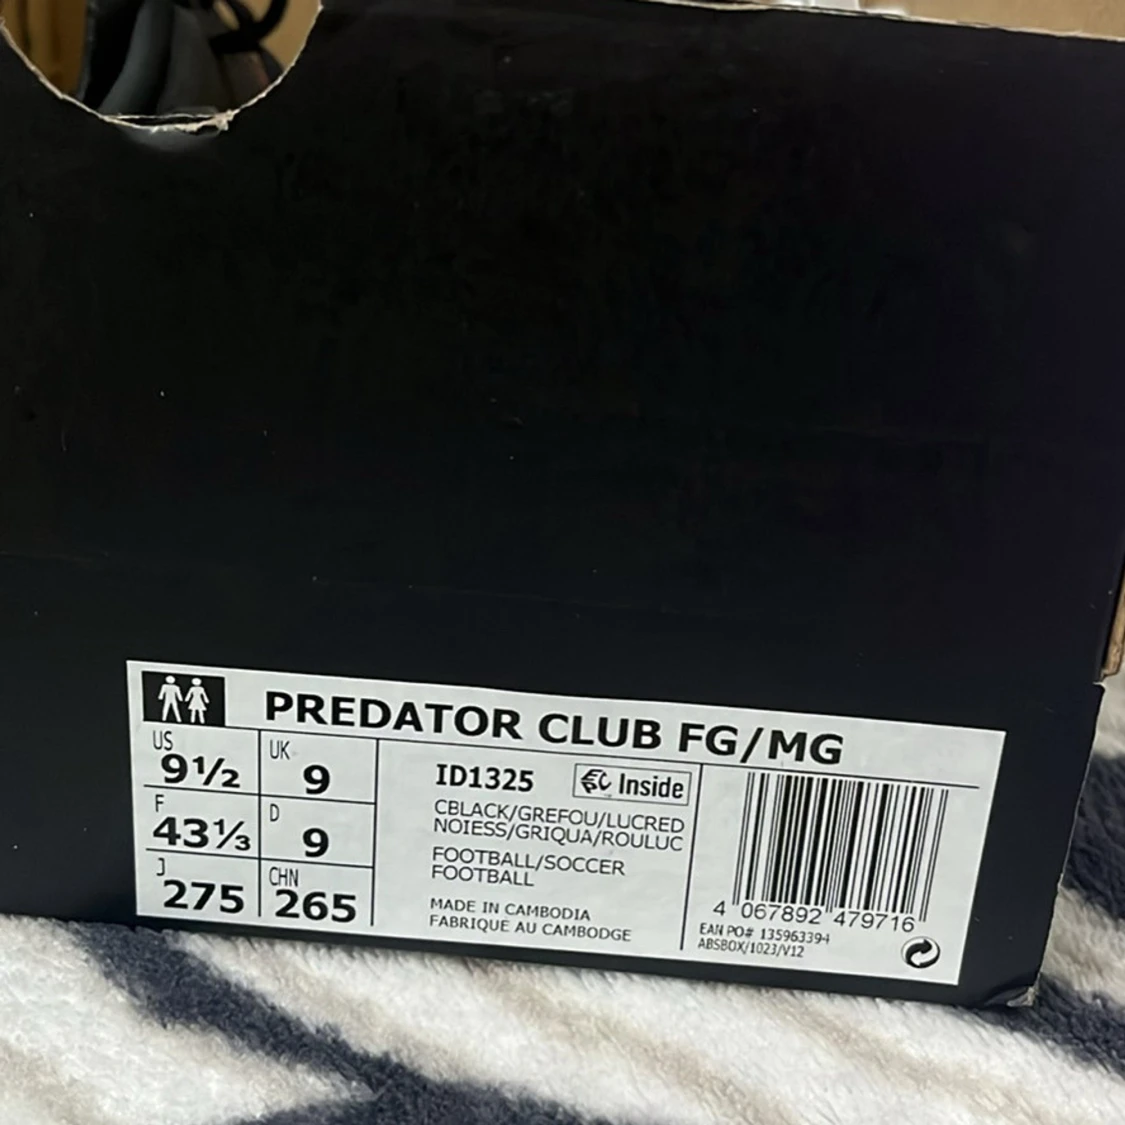 PREDATOR CLUB FG/MG
US
9½
UK
9
F
43⅓
D
9
J
275
CHN
265
ID1325
Inside
CBLACK/GREFOU/LUCRED
NOIESS/GRIQUA/ROULUC
FOOTBALL/SOCCER
FOOTBALL
MADE IN CAMBODIA
FABRIQUE AU CAMBODGE
4 067892 479716
EAN PO# 135963394
ABSBOX/1023/V12